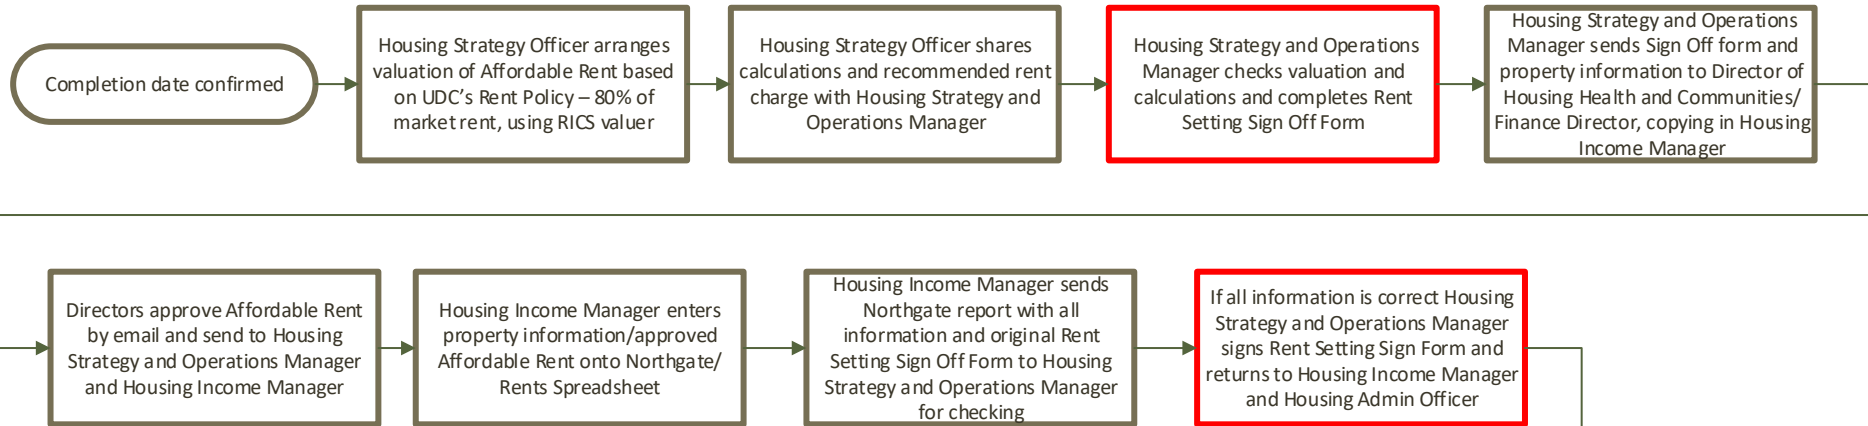 Completion date confirmed
Housing Strategy Officer arranges
valuation of Affordable Rent based
on UDC's Rent Policy – 80% of
market rent, using RICS valuer
Housing Strategy Officer shares
calculations and recommended rent
charge with Housing Strategy and
Operations Manager
Housing Strategy and Operations
Manager checks valuation and
calculations and completes Rent
Setting Sign Off Form
Housing Strategy and Operations
Manager sends Sign Off form and
property information to Director of
Housing Health and Communities/
Finance Director, copying in Housing
Income Manager
Directors approve Affordable Rent
by email and send to Housing
Strategy and Operations Manager
and Housing Income Manager
Housing Income Manager enters
property information/approved
Affordable Rent onto Northgate/
Rents Spreadsheet
Housing Income Manager sends
Northgate report with all
information and original Rent
Setting Sign Off Form to Housing
Strategy and Operations Manager
for checking
If all information is correct Housing
Strategy and Operations Manager
signs Rent Setting Sign Form and
returns to Housing Income Manager
and Housing Admin Officer